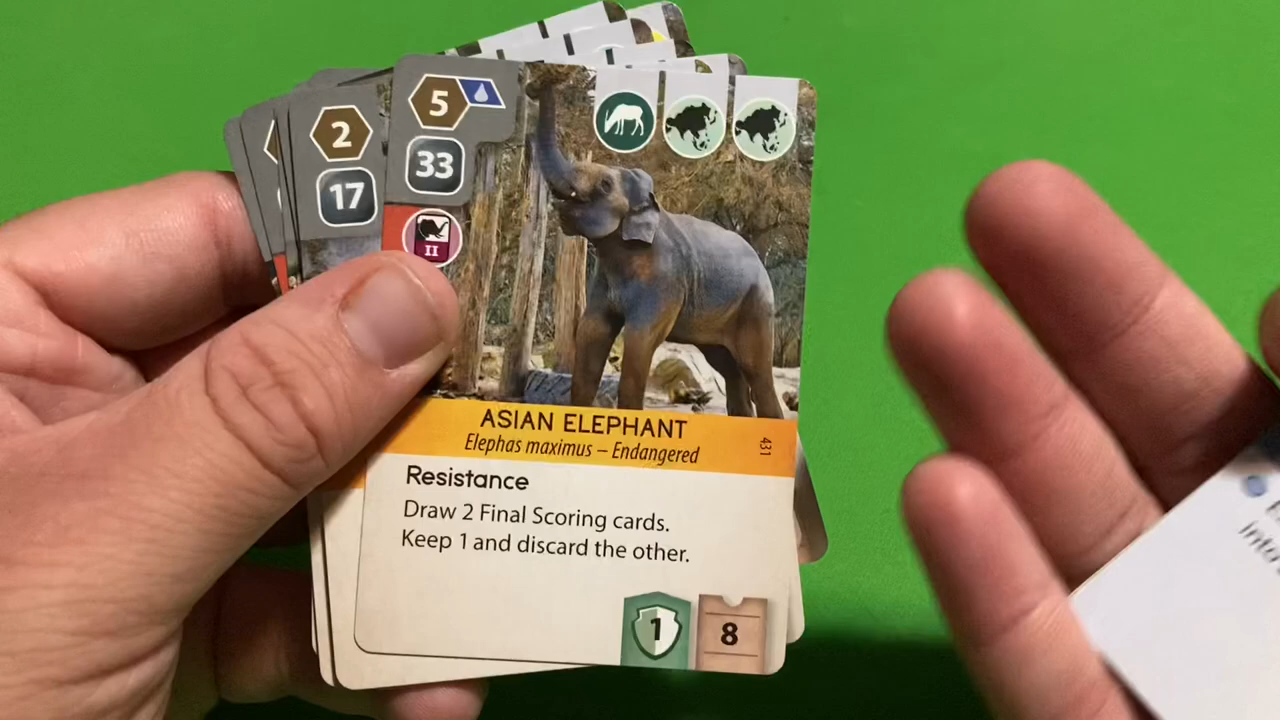 5
2
33
17
II
ASIAN ELEPHANT
Elephas maximus – Endangered
431
Resistance
Draw 2 Final Scoring cards.
Keep 1 and discard the other.
1
8